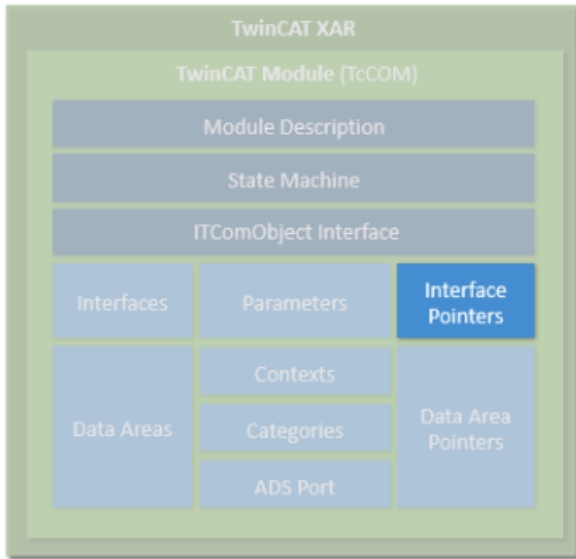 TwinCAT XAR
TwinCAT Module (TcCOM)
Module Description
State Machine
ITComObject Interface
Interfaces
Parameters
Interface
Pointers
Contexts
Data Areas
Categories
Data Area
Pointers
ADS Port